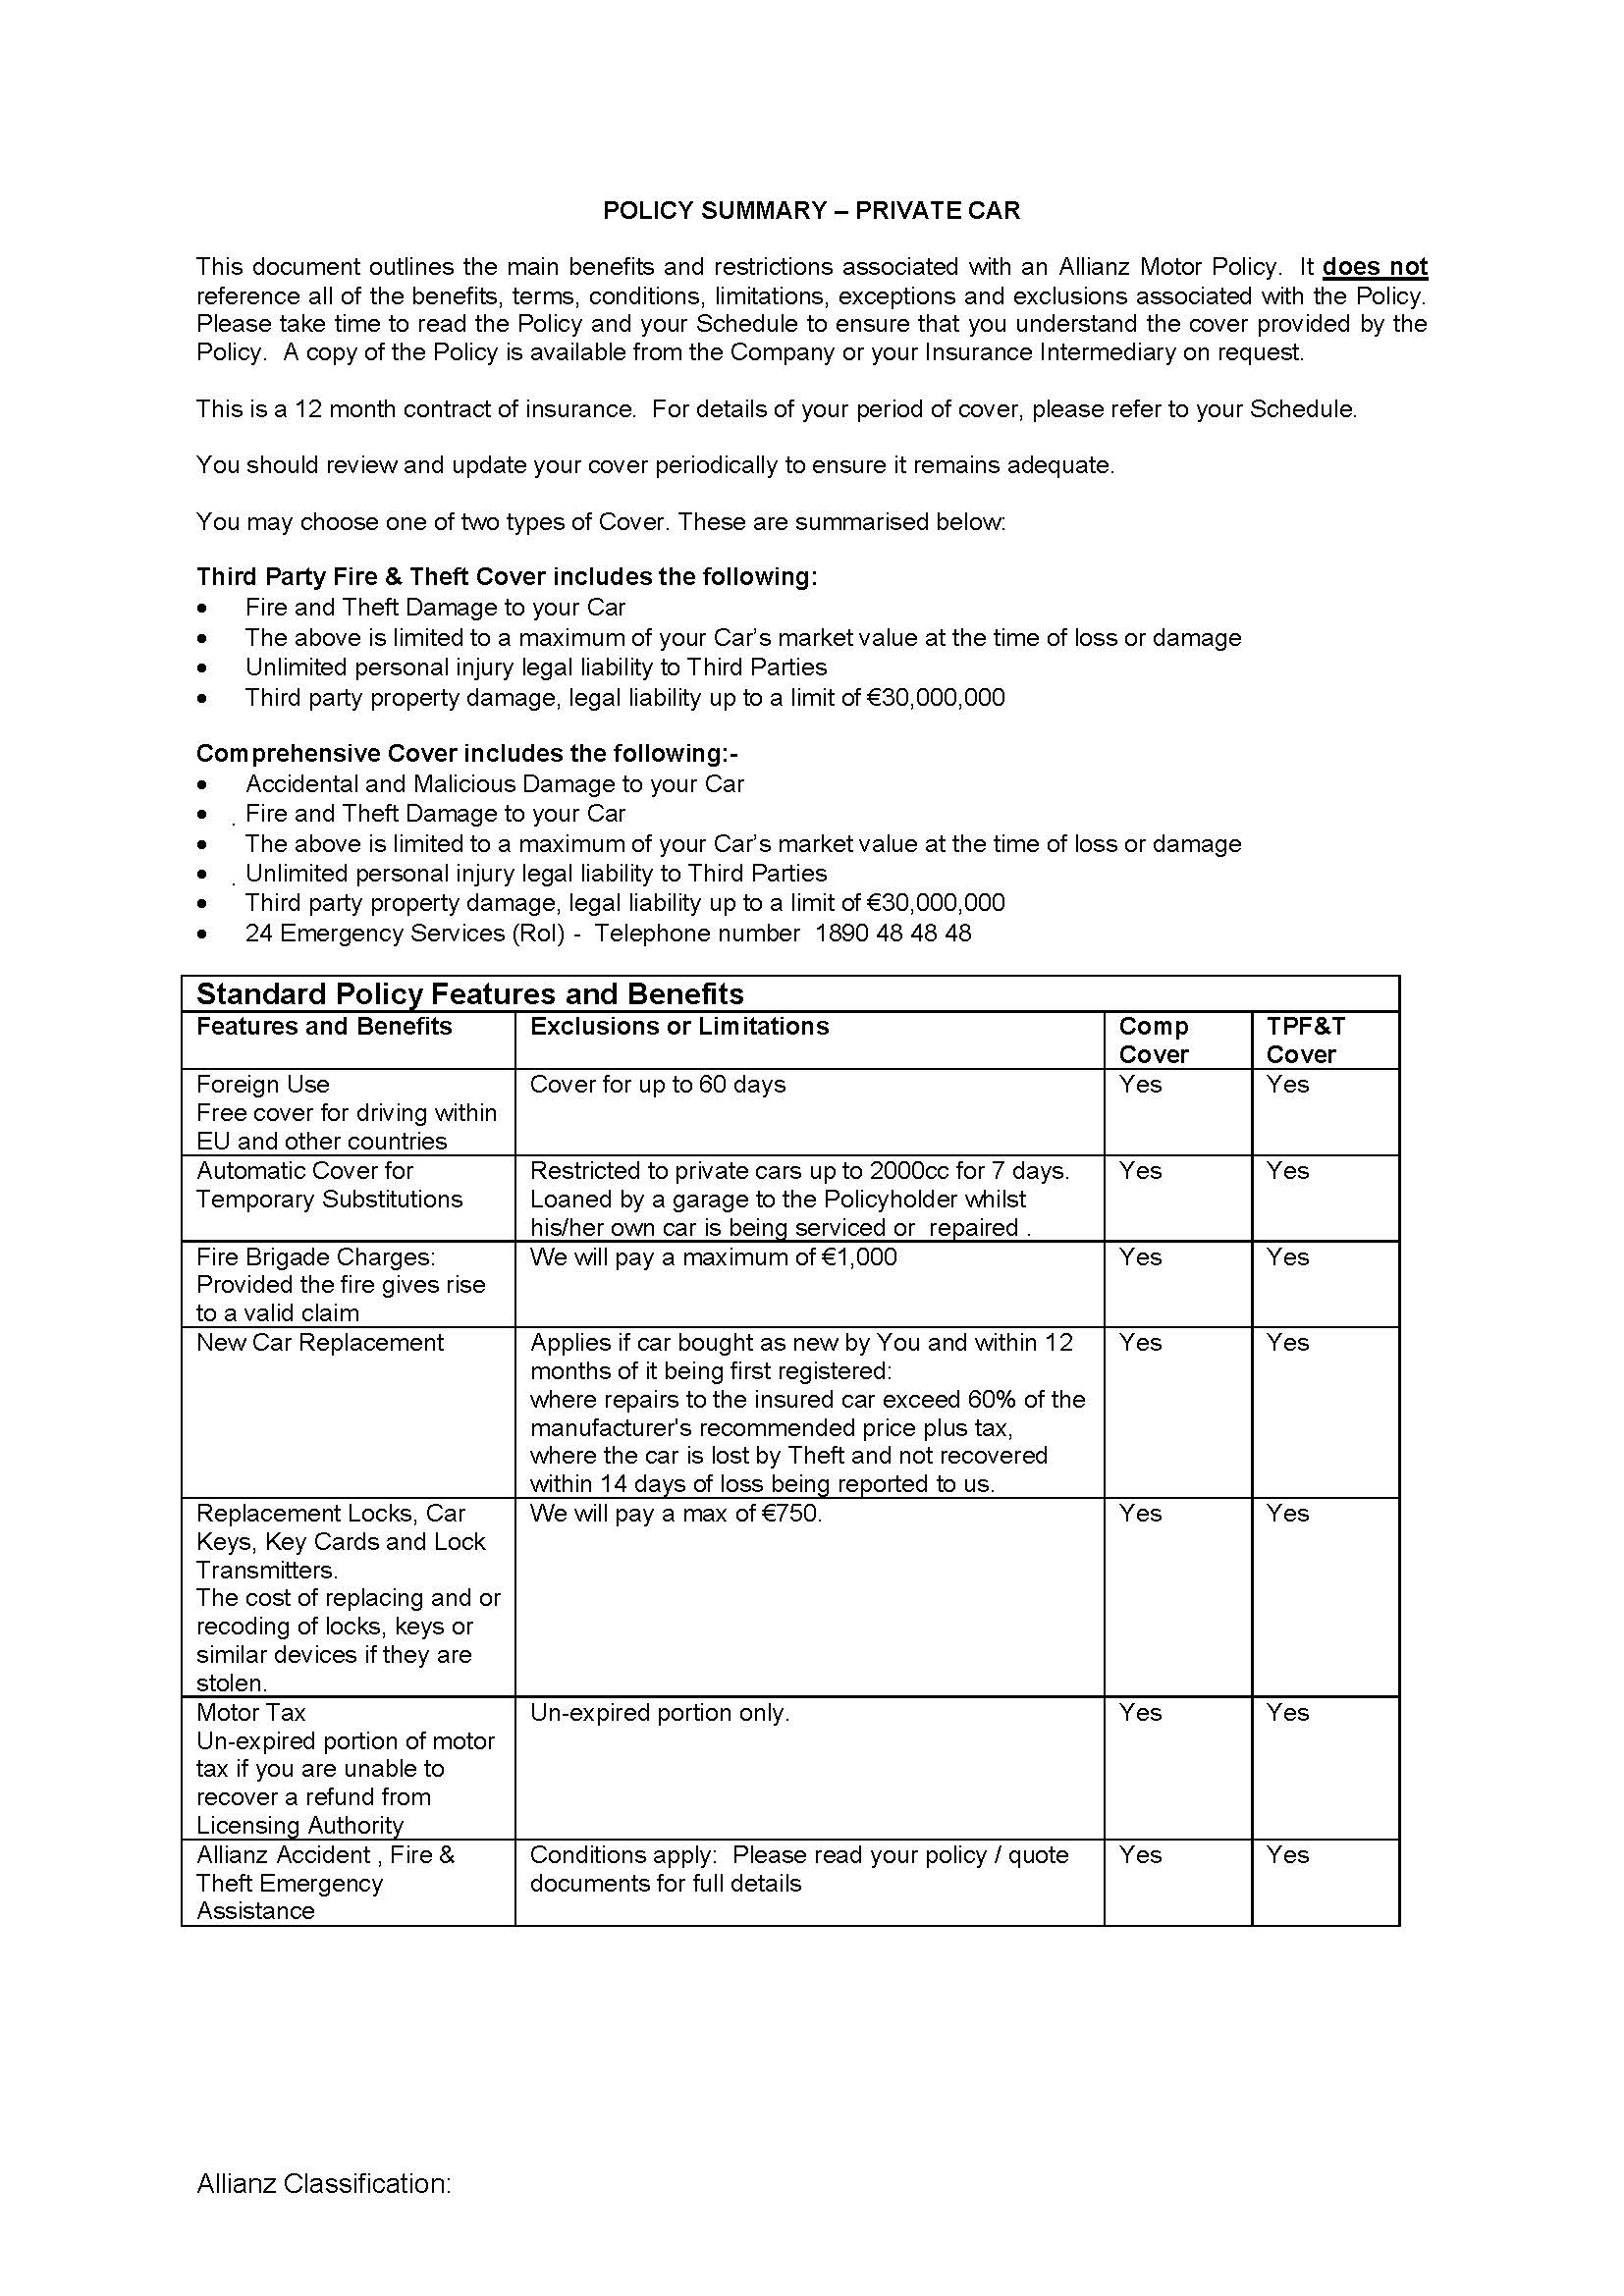 POLICY SUMMARY – PRIVATE CAR
This document outlines the main benefits and restrictions associated with an Allianz Motor Policy. It does not
reference all of the benefits, terms, conditions, limitations, exceptions and exclusions associated with the Policy.
Please take time to read the Policy and your Schedule to ensure that you understand the cover provided by the
Policy. A copy of the Policy is available from the Company or your Insurance Intermediary on request.
This is a 12 month contract of insurance. For details of your period of cover, please refer to your Schedule.
You should review and update your cover periodically to ensure it remains adequate.
You may choose one of two types of Cover. These are summarised below:
Third Party Fire & Theft Cover includes the following:
• Fire and Theft Damage to your Car
• The above is limited to a maximum of your Car's market value at the time of loss or damage
• Unlimited personal injury legal liability to Third Parties
• Third party property damage, legal liability up to a limit of €30,000,000
Comprehensive Cover includes the following:-
• Accidental and Malicious Damage to your Car
• . Fire and Theft Damage to your Car
• The above is limited to a maximum of your Car's market value at the time of loss or damage
• . Unlimited personal injury legal liability to Third Parties
• Third party property damage, legal liability up to a limit of €30,000,000
• 24 Emergency Services (RoI) - Telephone number 1890 48 48 48
Standard Policy Features and Benefits
Features and Benefits
Exclusions or Limitations
Comp
Cover
TPF&T
Cover
Foreign Use
Free cover for driving within
EU and other countries
Cover for up to 60 days
Yes
Yes
Automatic Cover for
Temporary Substitutions
Restricted to private cars up to 2000cc for 7 days.
Loaned by a garage to the Policyholder whilst
his/her own car is being serviced or repaired .
Yes
Yes
Fire Brigade Charges:
Provided the fire gives rise
to a valid claim
We will pay a maximum of €1,000
Yes
Yes
New Car Replacement
Applies if car bought as new by You and within 12
months of it being first registered:
where repairs to the insured car exceed 60% of the
manufacturer's recommended price plus tax,
where the car is lost by Theft and not recovered
within 14 days of loss being reported to us.
Yes
Yes
Replacement Locks, Car
Keys, Key Cards and Lock
Transmitters.
The cost of replacing and or
recoding of locks, keys or
similar devices if they are
stolen.
We will pay a max of €750.
Yes
Yes
Motor Tax
Un-expired portion of motor
tax if you are unable to
recover a refund from
Licensing Authority
Un-expired portion only.
Yes
Yes
Allianz Accident , Fire &
Theft Emergency
Assistance
Conditions apply: Please read your policy / quote
documents for full details
Yes
Yes
Allianz Classification: